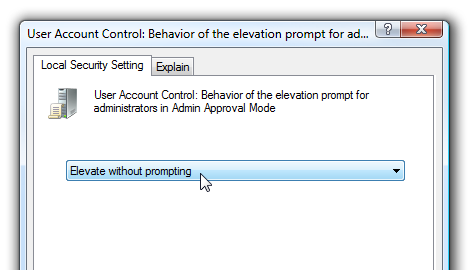 User Account Control: Behavior of the elevation prompt for ad...
Local Security Setting
Explain
User Account Control: Behavior of the elevation prompt for
administrators in Admin Approval Mode
Elevate without prompting